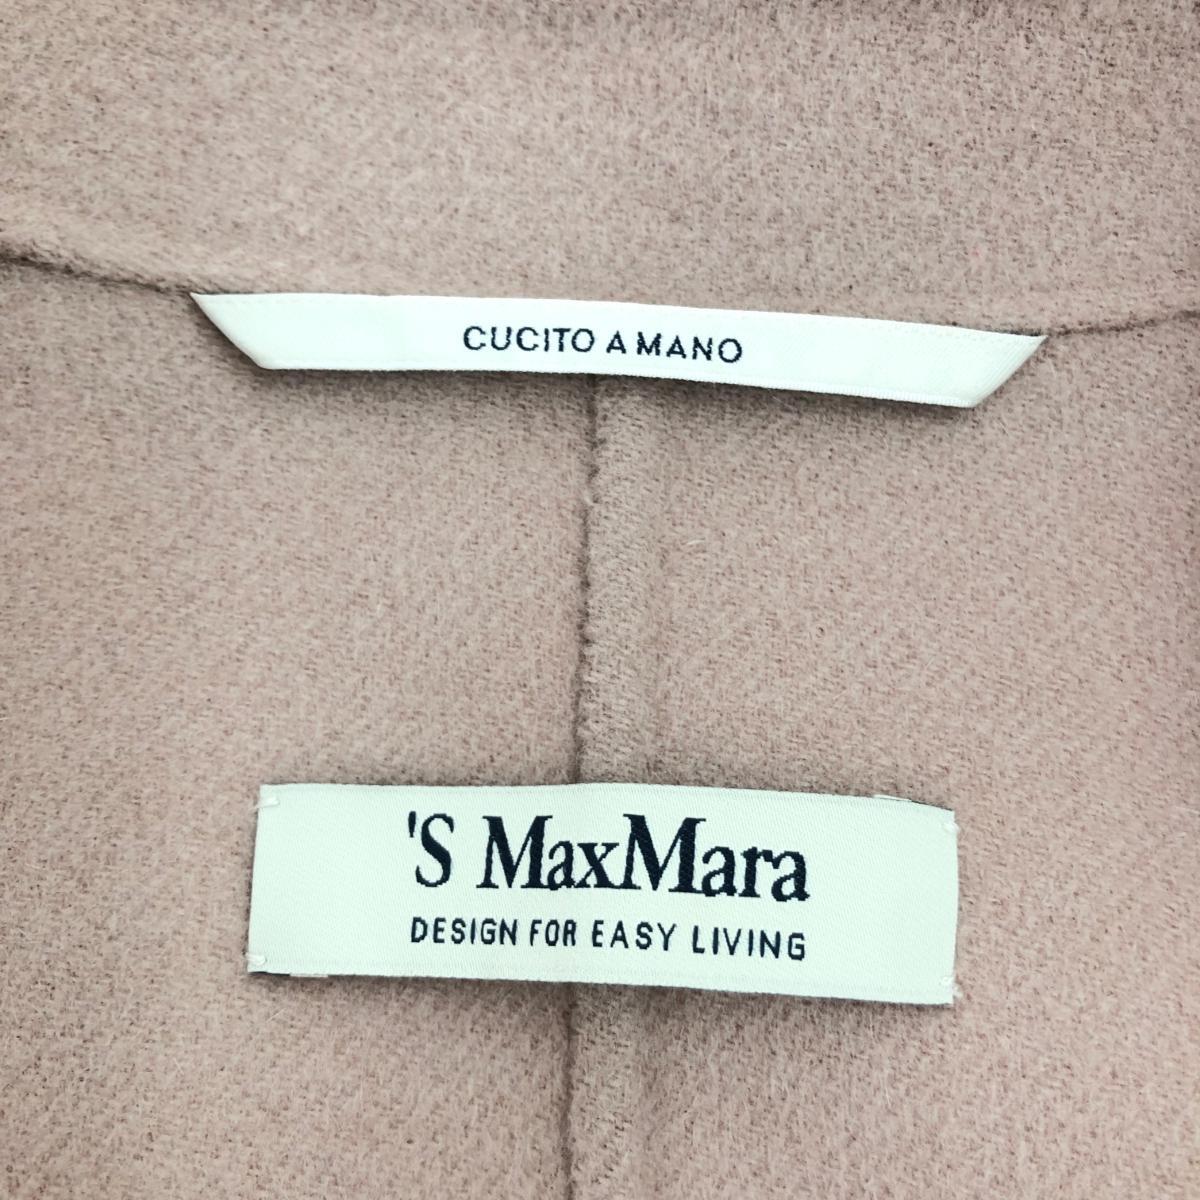 CUCITO A MANO
'S MaxMara
DESIGN FOR EASY LIVING